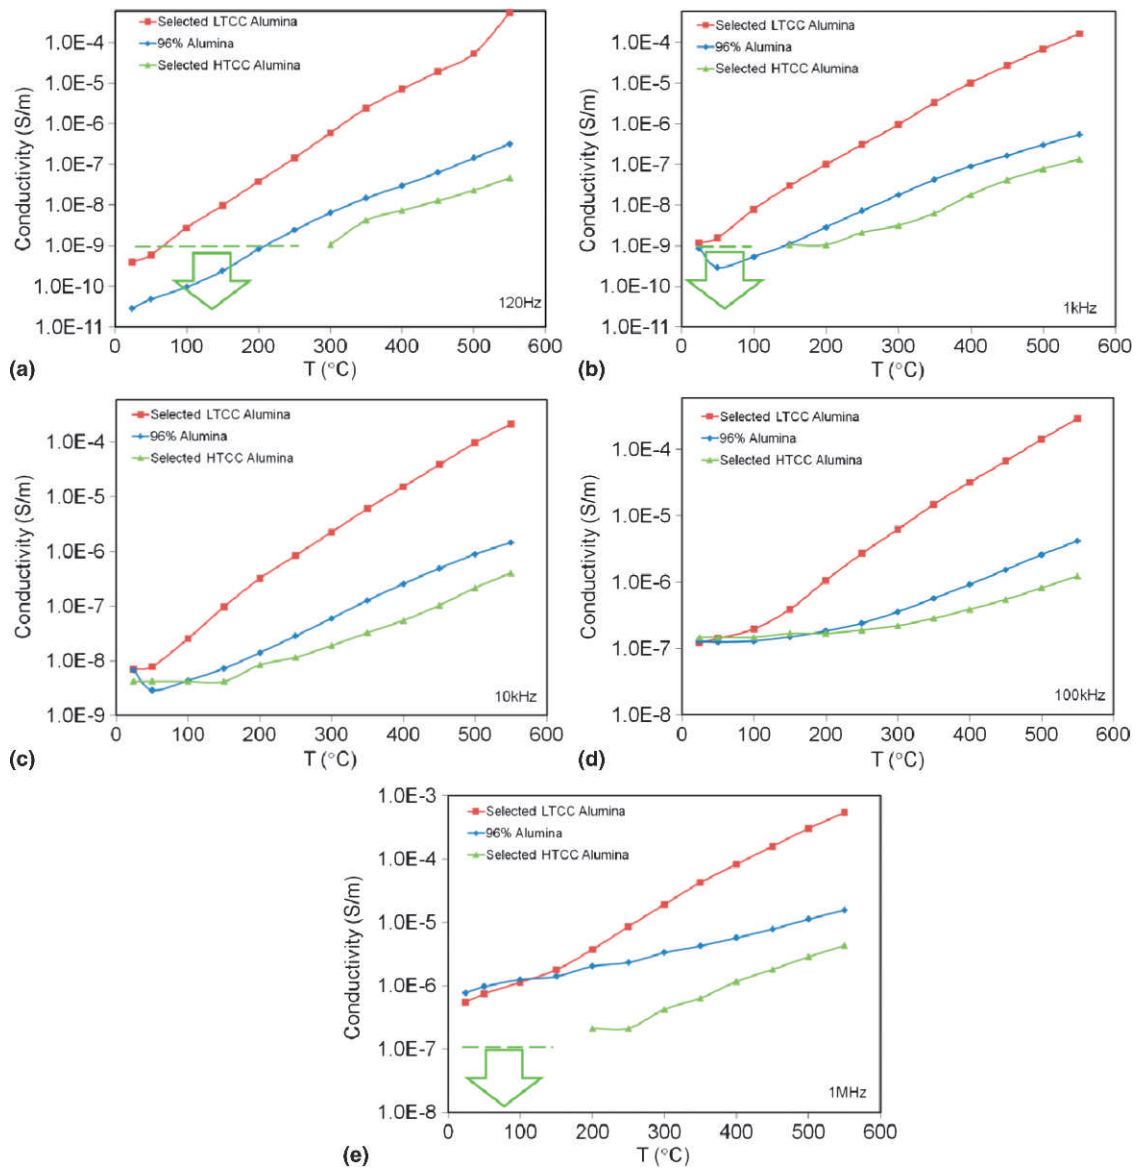 Selected LTCC Alumina
96% Alumina
Selected HTCC Alumina
1.0E-4
1.0E-5
1.0E-6
1.0E-7
1.0E-8
1.0E-9
1.0E-10
1.0E-11
Conductivity (S/m)
120Hz
0 100 200 300 400 500 600
T (°C)
(a)
Selected LTCC Alumina
96% Alumina
Selected HTCC Alumina
1.0E-4
1.0E-5
1.0E-6
1.0E-7
1.0E-8
1.0E-9
1.0E-10
1.0E-11
Conductivity (S/m)
1kHz
0 100 200 300 400 500 600
T (°C)
(b)
Selected LTCC Alumina
96% Alumina
Selected HTCC Alumina
1.0E-4
1.0E-5
1.0E-6
1.0E-7
1.0E-8
1.0E-9
Conductivity (S/m)
10kHz
0 100 200 300 400 500 600
T (°C)
(c)
Selected LTCC Alumina
96% Alumina
Selected HTCC Alumina
1.0E-4
1.0E-5
1.0E-6
1.0E-7
1.0E-8
Conductivity (S/m)
100kHz
0 100 200 300 400 500 600
T (°C)
(d)
Selected LTCC Alumina
96% Alumina
Selected HTCC Alumina
1.0E-3
1.0E-4
1.0E-5
1.0E-6
1.0E-7
1.0E-8
Conductivity (S/m)
1MHz
0 100 200 300 400 500 600
T (°C)
(e)